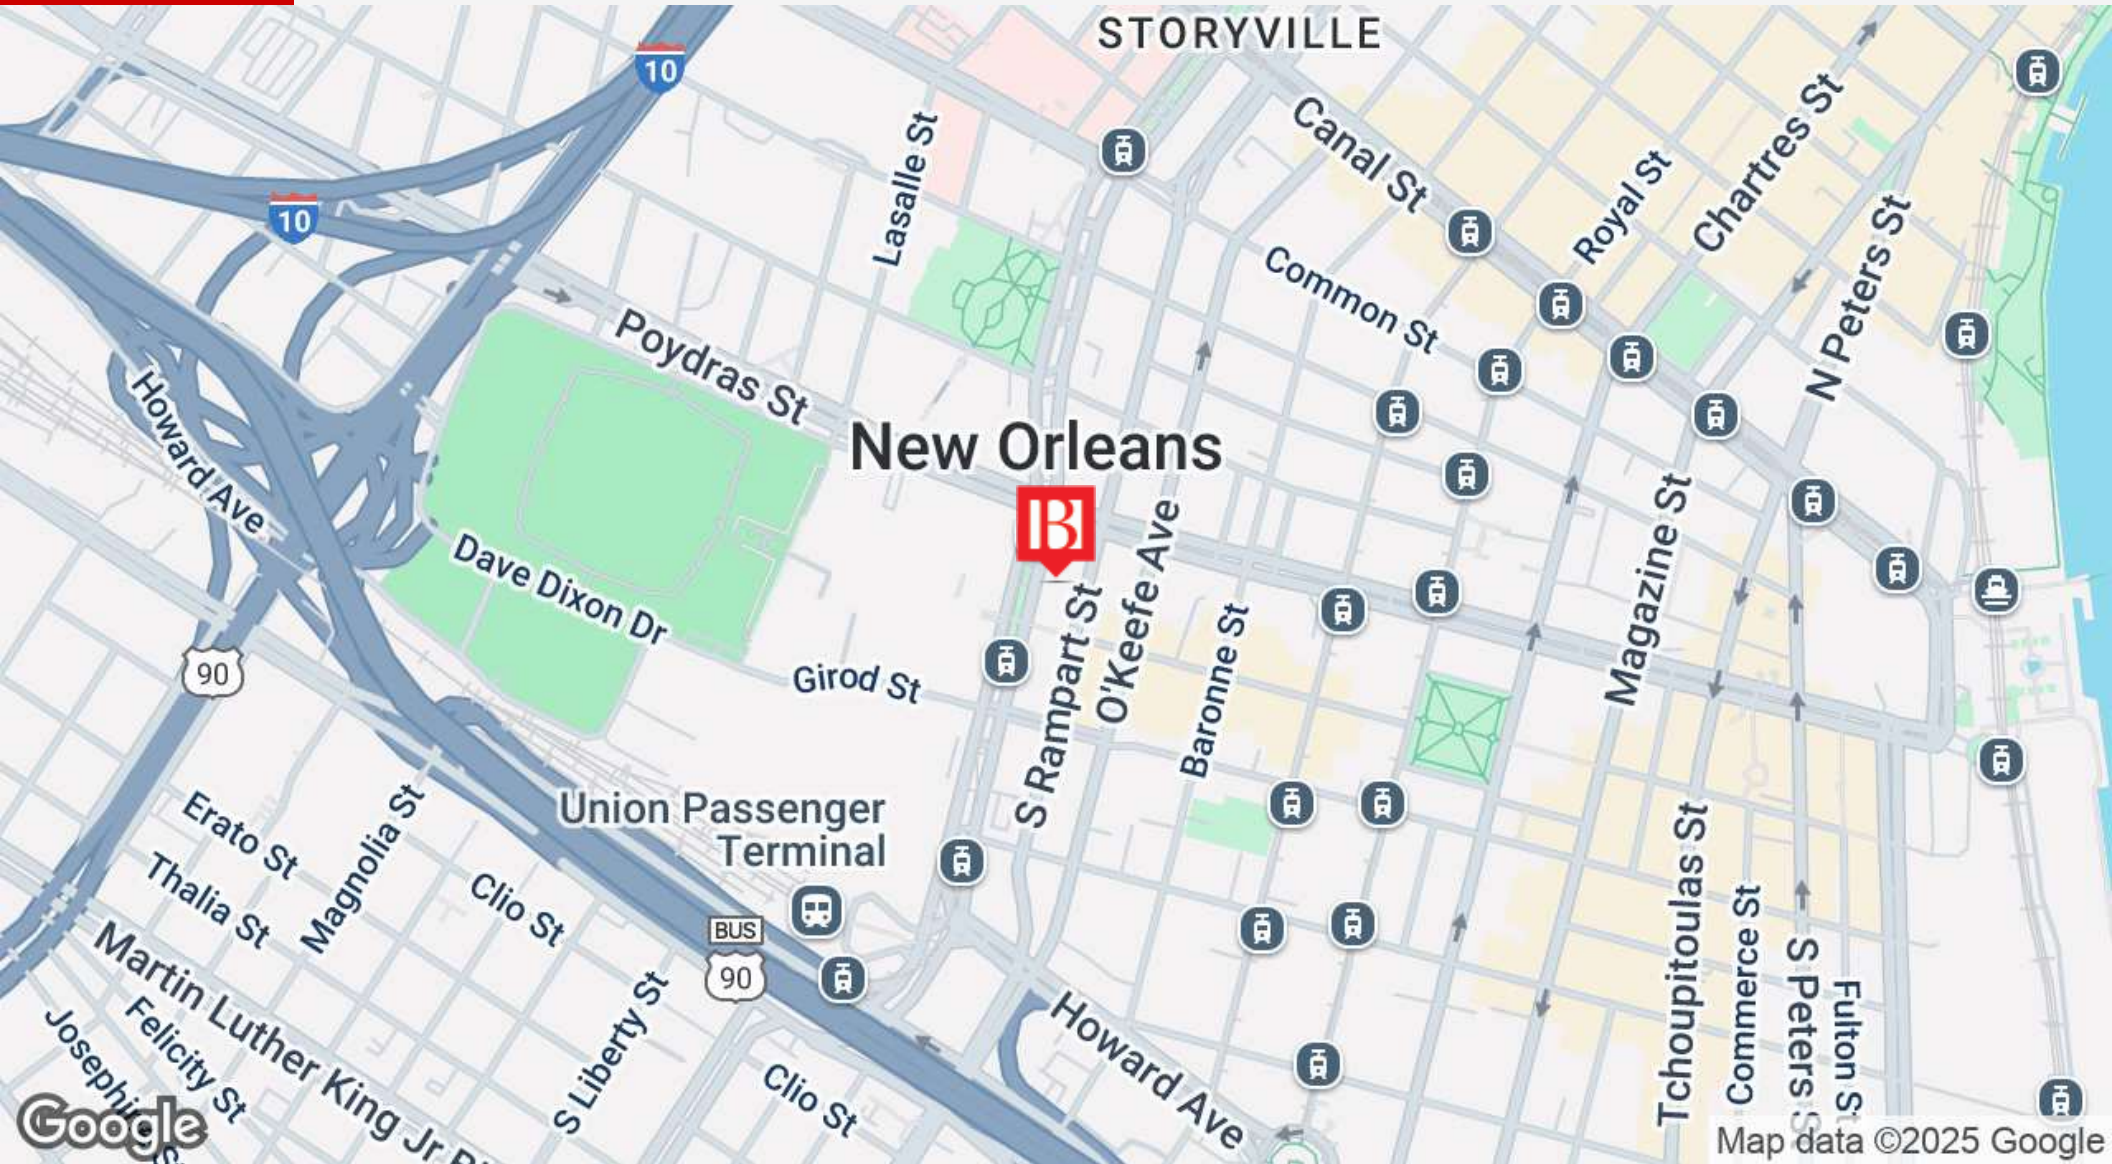 STORYVILLE
10
10
Lasalle St
Canal St
Royal St
Chartres St
N Peters St
Common St
Poydras St
Howard Ave
New Orleans
B
Dave Dixon Dr
O'Keefe Ave
Magazine St
S Rampart St
Baronne St
Girod St
90
Union Passenger
Terminal
Erato St
Magnolia St
Thalia St
Clio St
BUS
90
Martin Luther King Jr
Felicity St
S Liberty St
Clio St
Howard Ave
Tchoupitoulas St
Commerce St
S Peters S
Fulton St
Google
Map data ©2025 Google